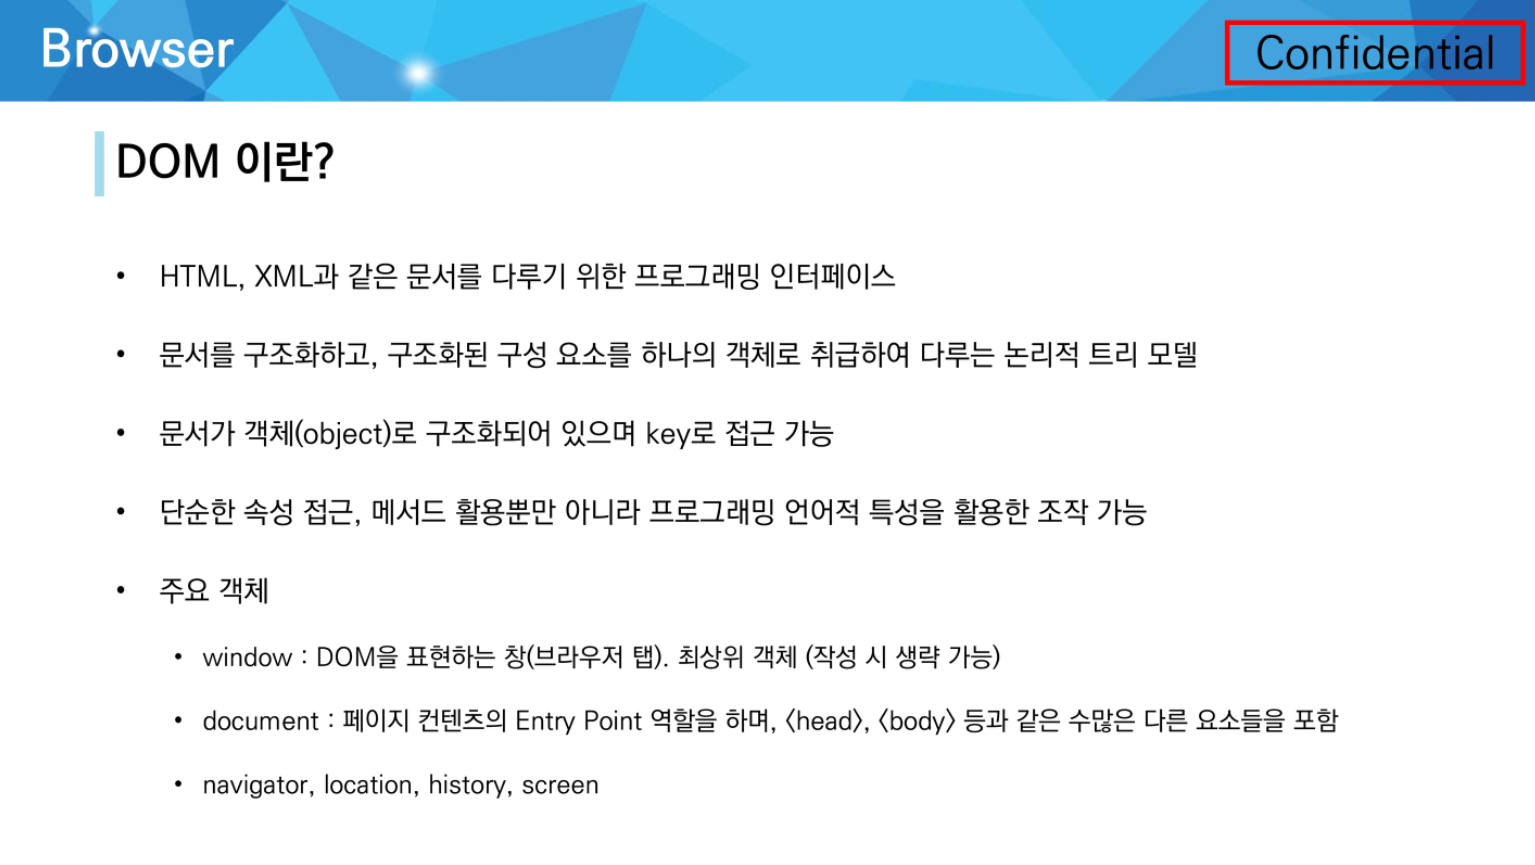 Browser
Confidential
DOM 이란?
• HTML, XML과 같은 문서를 다루기 위한 프로그래밍 인터페이스
• 문서를 구조화하고, 구조화된 구성 요소를 하나의 객체로 취급하여 다루는 논리적 트리 모델
• 문서가 객체(object)로 구조화되어 있으며 key로 접근 가능
• 단순한 속성 접근, 메서드 활용뿐만 아니라 프로그래밍 언어적 특성을 활용한 조작 가능
• 주요 객체
• window : DOM을 표현하는 창(브라우저 탭). 최상위 객체 (작성 시 생략 가능)
• document : 페이지 컨텐츠의 Entry Point 역할을 하며, <head>, <body> 등과 같은 수많은 다른 요소들을 포함
• navigator, location, history, screen